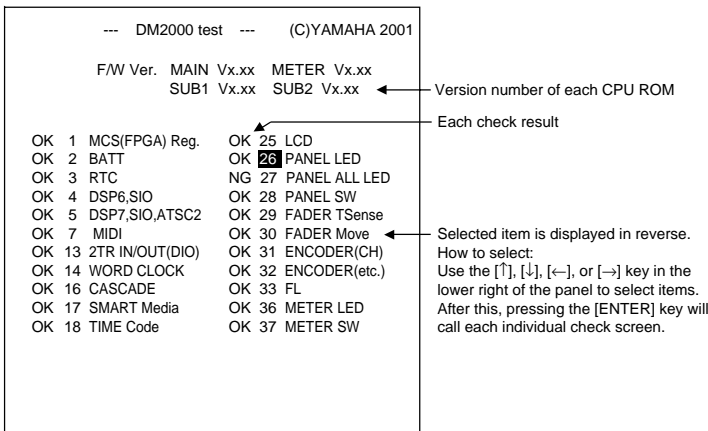 --- DM2000 test --- (C)YAMAHA 2001
F/W Ver. MAIN Vx.xx METER Vx.xx
SUB1 Vx.xx SUB2 Vx.xx
Version number of each CPU ROM
Each check result
OK 1 MCS(FPGA) Reg. OK 25 LCD
OK 2 BATT OK 26 PANEL LED
OK 3 RTC NG 27 PANEL ALL LED
OK 4 DSP6,SIO OK 28 PANEL SW
OK 5 DSP7,SIO,ATSC2 OK 29 FADER TSense
OK 7 MIDI OK 30 FADER Move
OK 13 2TR IN/OUT(DIO) OK 31 ENCODER(CH)
OK 14 WORD CLOCK OK 32 ENCODER(etc.)
OK 16 CASCADE OK 33 FL
OK 17 SMART Media OK 36 METER LED
OK 18 TIME Code OK 37 METER SW
Selected item is displayed in reverse.
How to select:
Use the [↑], [↓], [←], or [→] key in the
lower right of the panel to select items.
After this, pressing the [ENTER] key will
call each individual check screen.